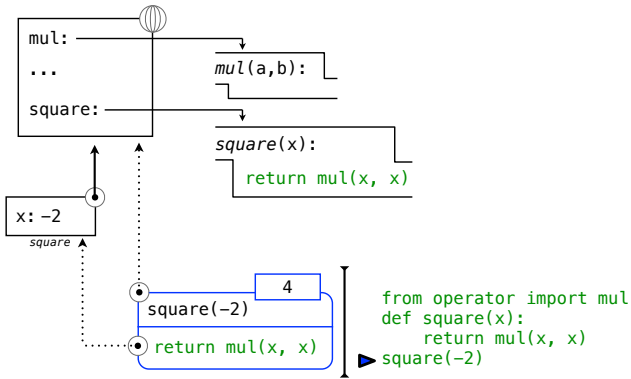 mul:
...
square:
mul(a,b):
square(x):
return mul(x, x)
x: −2
square
4
square(−2)
return mul(x, x)
from operator import mul
def square(x):
    return mul(x, x)
square(−2)